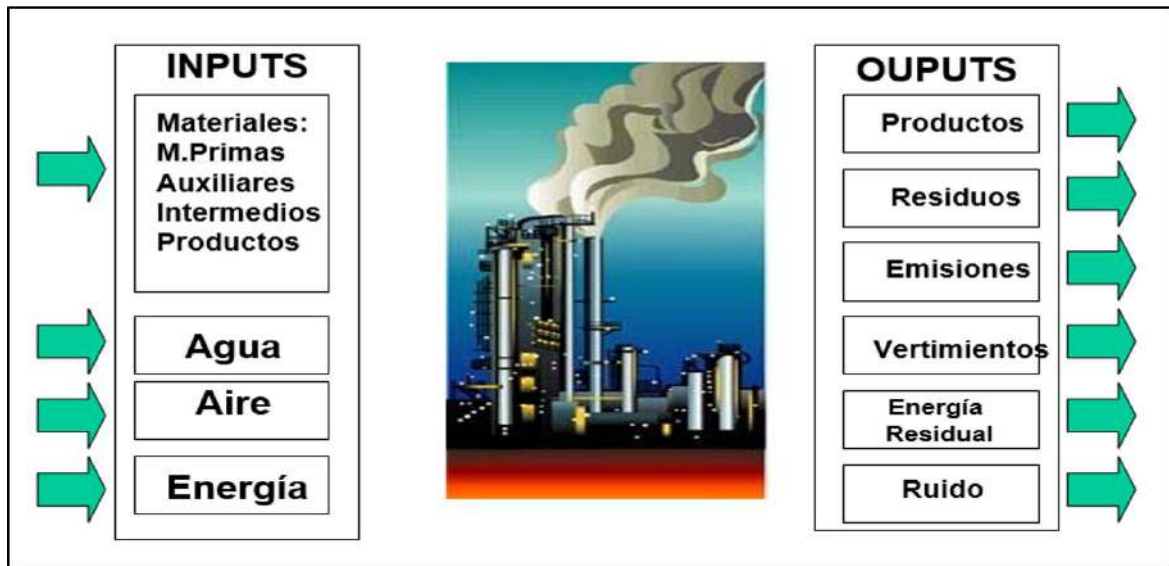 INPUTS
Materiales:
M.Primas
Auxiliares
Intermedios
Productos
Agua
Aire
Energía
OUPUTS
Productos
Residuos
Emisiones
Vertimientos
Energía
Residual
Ruido